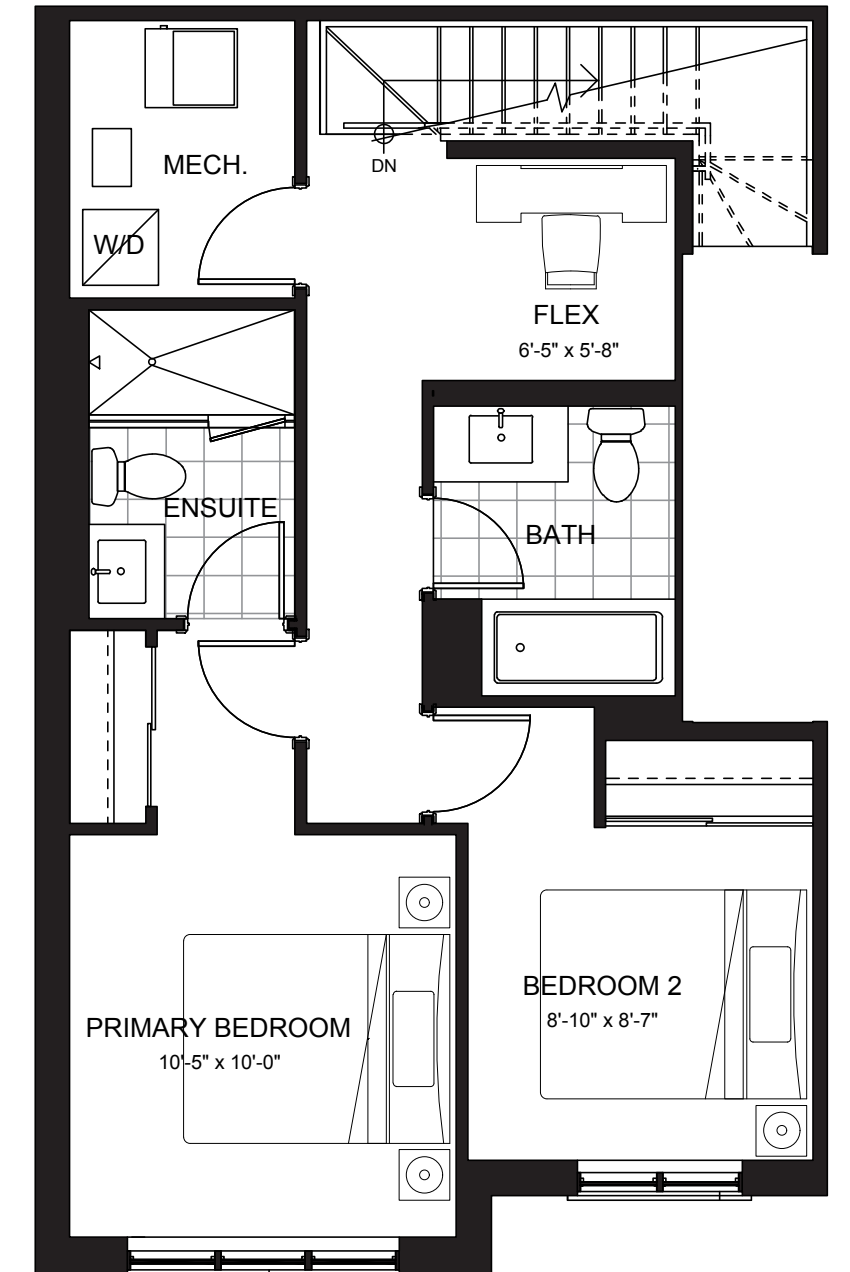 MECH.
DN
W/D
FLEX
6'-5" x 5'-8"
ENSUITE
BATH
BEDROOM 2
8'-10" x 8'-7"
PRIMARY BEDROOM
10'-5" x 10'-0"